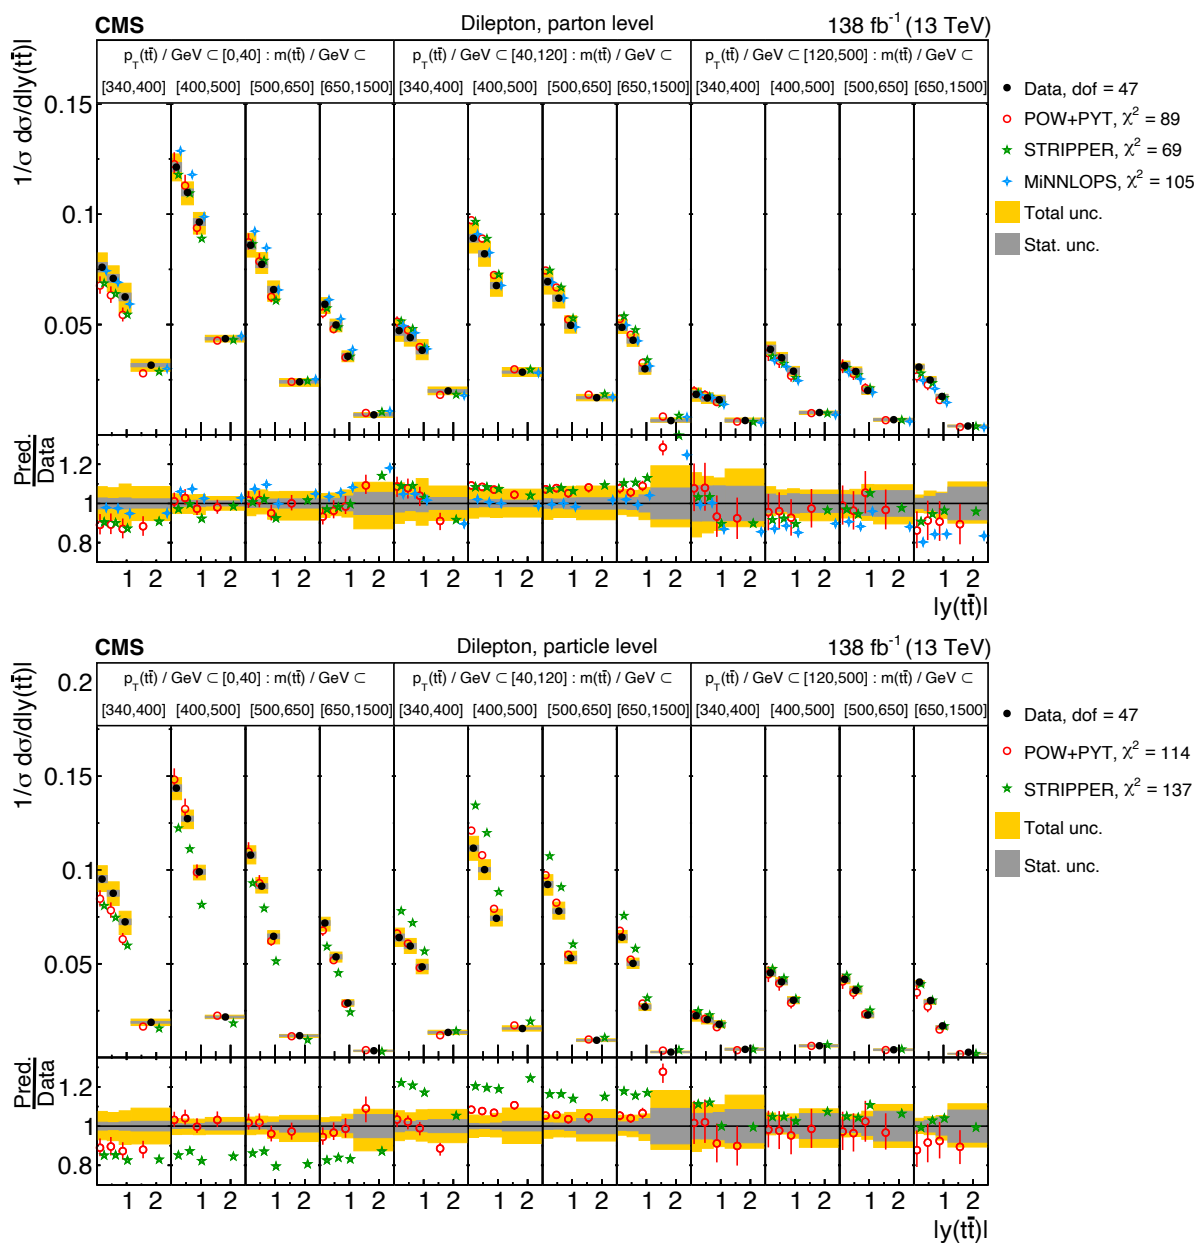 CMS Dilepton, parton level 138 fb⁻¹ (13 TeV)
p_T(tt̄) / GeV ⊂ [0,40] : m(tt̄) / GeV ⊂ p_T(tt̄) / GeV ⊂ [40,120] : m(tt̄) / GeV ⊂ p_T(tt̄) / GeV ⊂ [120,500] : m(tt̄) / GeV ⊂
[340,400] [400,500] [500,650] [650,1500] [340,400] [400,500] [500,650] [650,1500] [340,400] [400,500] [500,650] [650,1500]
1/σ dσ/d|y(tt̄)|
0.15
0.1
0.05
Data, dof = 47
POW+PYT, χ² = 89
STRIPPER, χ² = 69
MiNNLOPS, χ² = 105
Total unc.
Stat. unc.
Pred.
Data
1.2
1
0.8
1 2 1 2 1 2 1 2 1 2 1 2 1 2 1 2 1 2 1 2 1 2 1 2
|y(tt̄)|
CMS Dilepton, particle level 138 fb⁻¹ (13 TeV)
p_T(tt̄) / GeV ⊂ [0,40] : m(tt̄) / GeV ⊂ p_T(tt̄) / GeV ⊂ [40,120] : m(tt̄) / GeV ⊂ p_T(tt̄) / GeV ⊂ [120,500] : m(tt̄) / GeV ⊂
[340,400] [400,500] [500,650] [650,1500] [340,400] [400,500] [500,650] [650,1500] [340,400] [400,500] [500,650] [650,1500]
1/σ dσ/d|y(tt̄)|
0.2
0.15
0.1
0.05
Data, dof = 47
POW+PYT, χ² = 114
STRIPPER, χ² = 137
Total unc.
Stat. unc.
Pred.
Data
1.2
1
0.8
1 2 1 2 1 2 1 2 1 2 1 2 1 2 1 2 1 2 1 2 1 2 1 2
|y(tt̄)|